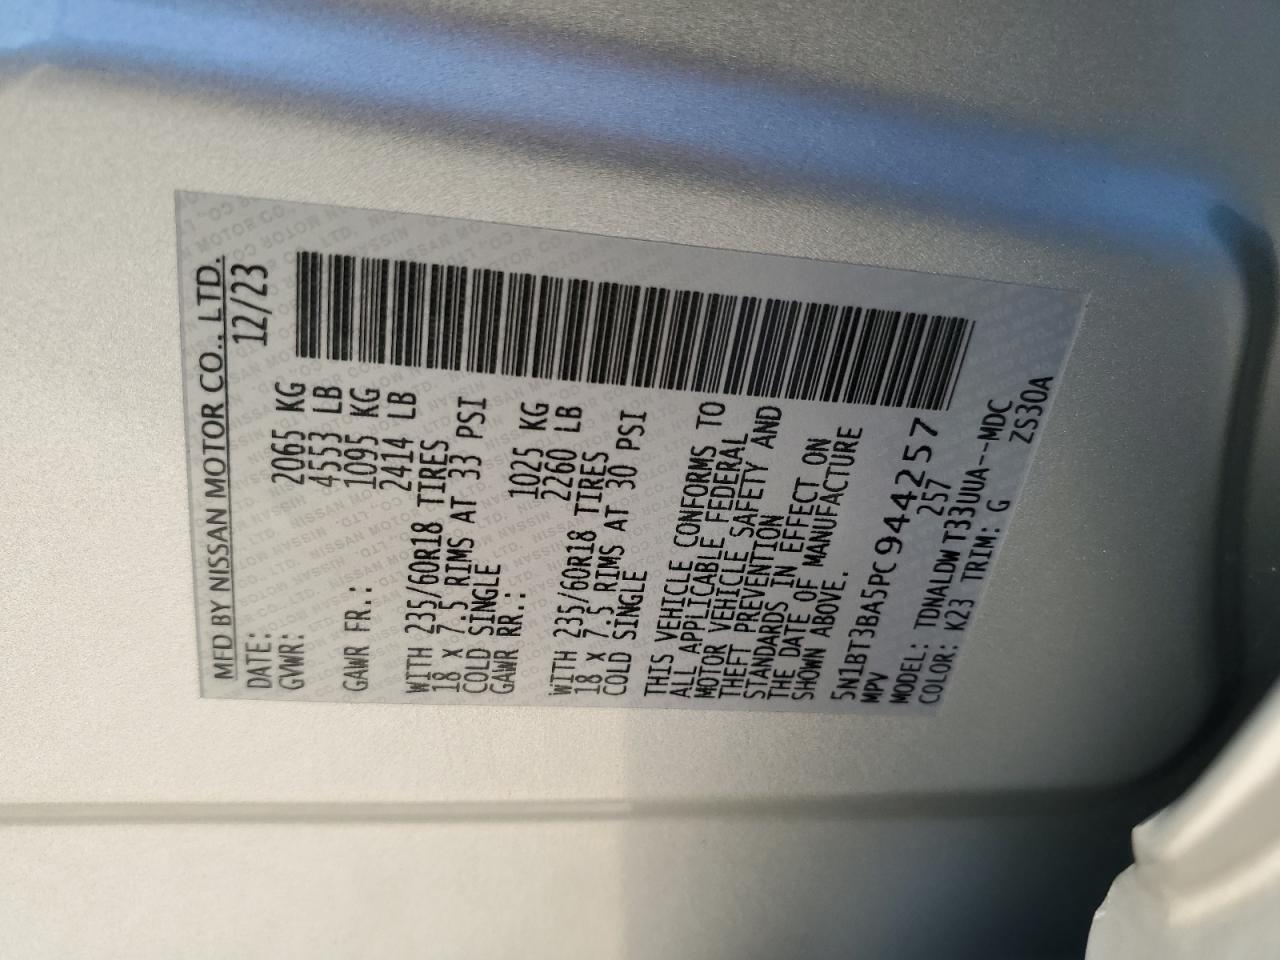 MFD BY NISSAN MOTOR CO., LTD.
DATE: 12/23
GVWR: 2065 KG
4553 LB
GAWR FR.: 1095 KG
2414 LB
WITH 235/60R18 TIRES
18 X 7.5 RIMS AT 33 PSI
COLD SINGLE
GAWR RR.: 1025 KG
2260 LB
WITH 235/60R18 TIRES
18 X 7.5 RIMS AT 30 PSI
COLD SINGLE
THIS VEHICLE CONFORMS TO
ALL APPLICABLE FEDERAL
MOTOR VEHICLE SAFETY AND
THEFT PREVENTION
STANDARDS IN EFFECT ON
THE DATE OF MANUFACTURE
SHOWN ABOVE.
5N1BT3BA5PC944257
MPV 257
MODEL: TDNALDWT33UUA--MDC
COLOR: K23 TRIM: G ZS30A